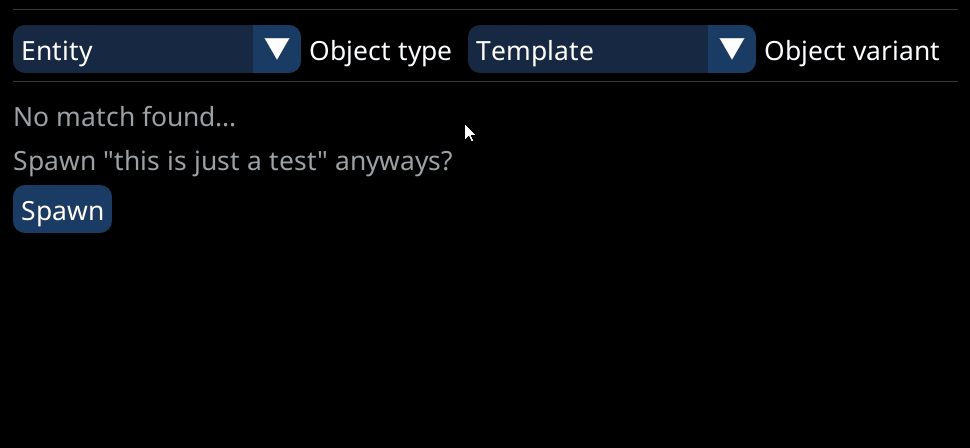 Entity Object type Template Object variant
No match found...
Spawn "this is just a test" anyways?
Spawn